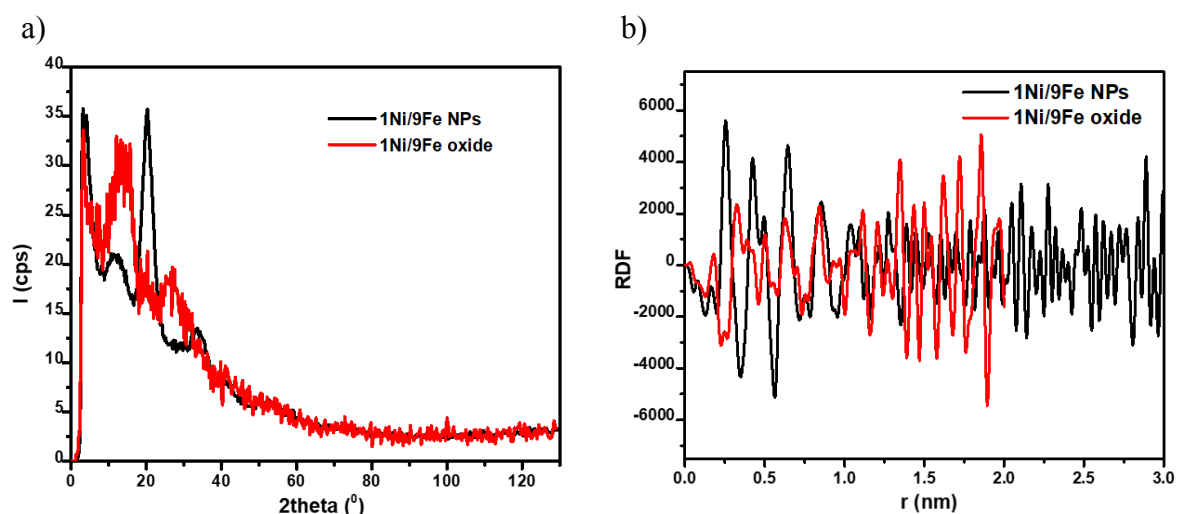 a)
40
35
30
25
20
15
10
5
0
I (cps)
1Ni/9Fe NPs
1Ni/9Fe oxide
0 20 40 60 80 100 120
2theta (⁰)
b)
6000
4000
2000
0
-2000
-4000
-6000
RDF
1Ni/9Fe NPs
1Ni/9Fe oxide
0.0 0.5 1.0 1.5 2.0 2.5 3.0
r (nm)